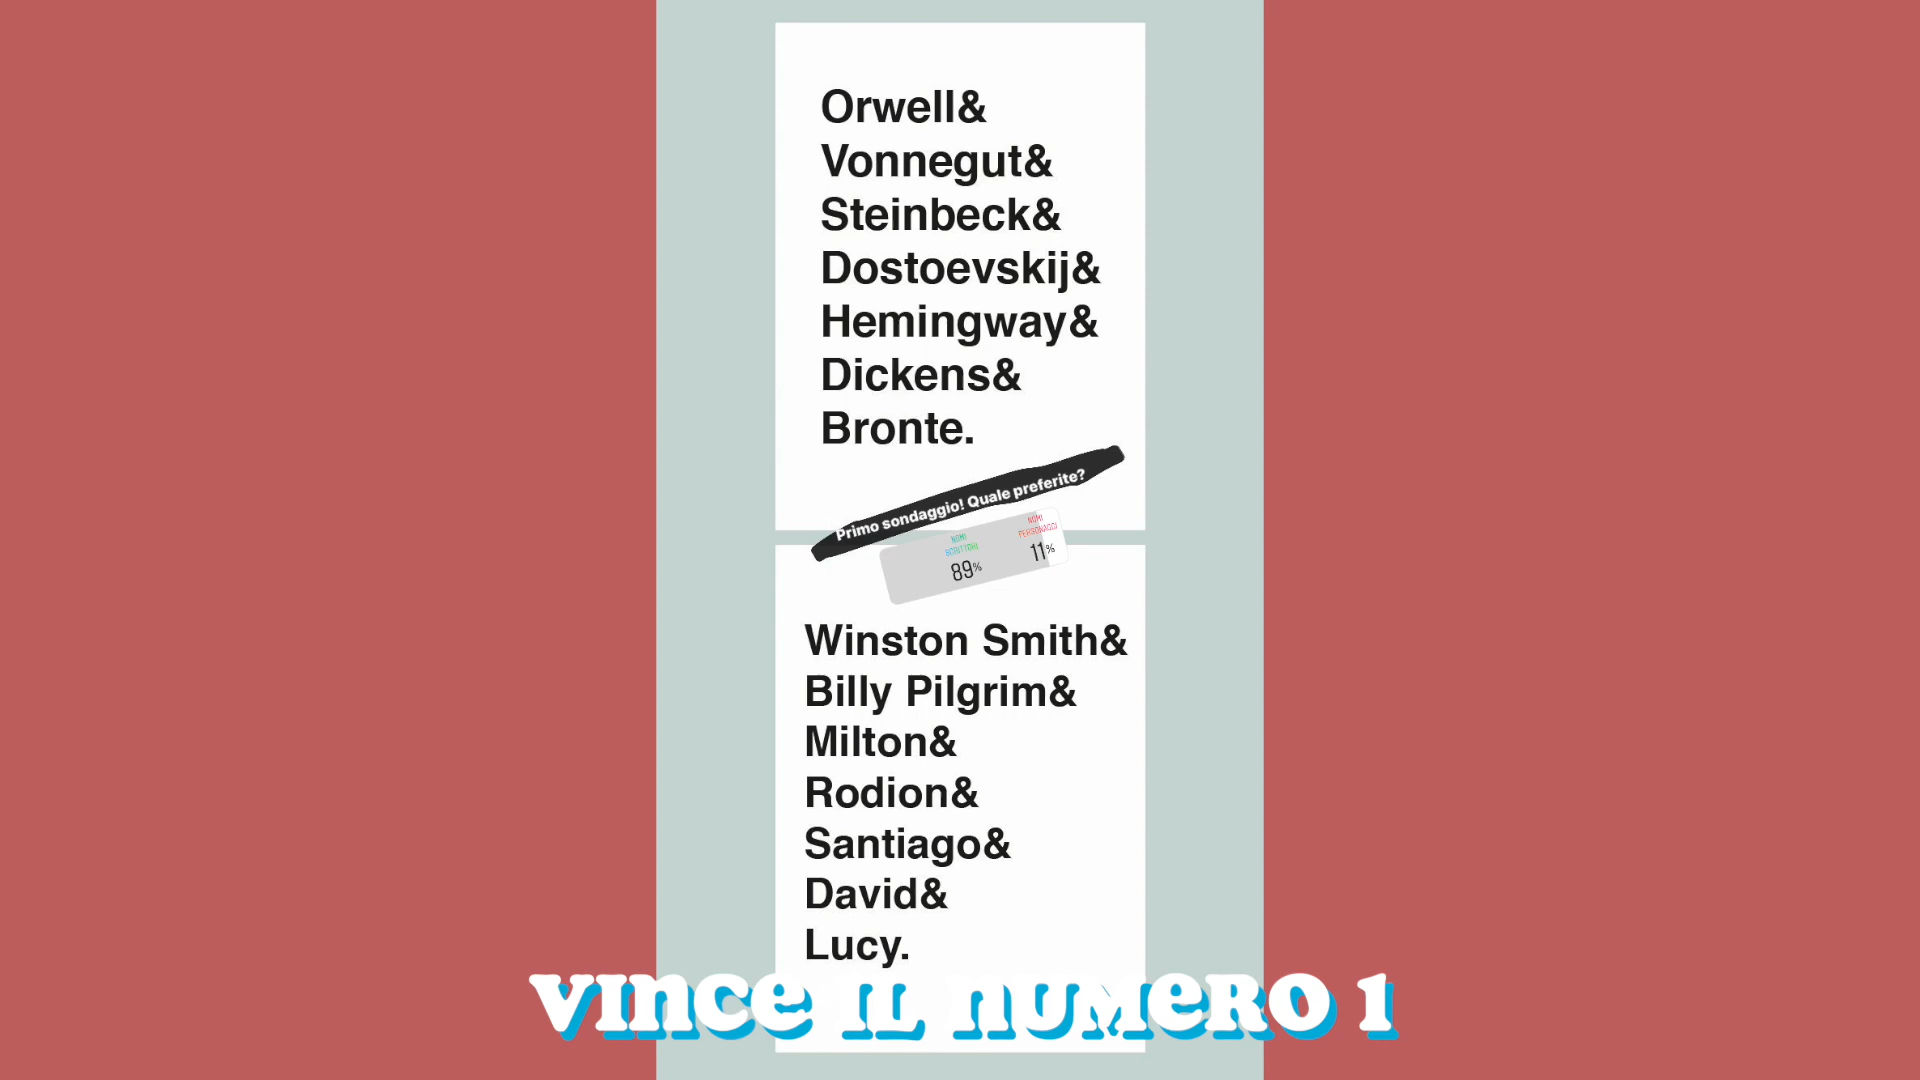 Orwell&
Vonnegut&
Steinbeck&
Dostoevskij&
Hemingway&
Dickens&
Bronte.
Primo sondaggio! Quale preferite?
NOMI
SCRITTORI
89%
NOMI
PERSONAGGI
11%
Winston Smith&
Billy Pilgrim&
Milton&
Rodion&
Santiago&
David&
Lucy.
VINCE IL NUMERO 1